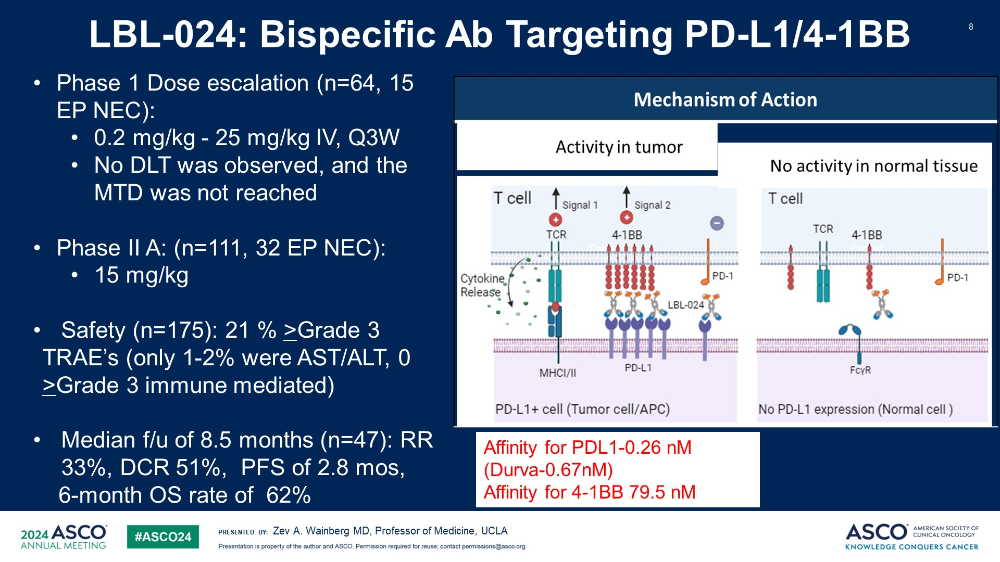 LBL-024: Bispecific Ab Targeting PD-L1/4-1BB
8
• Phase 1 Dose escalation (n=64, 15
EP NEC):
• 0.2 mg/kg - 25 mg/kg IV, Q3W
• No DLT was observed, and the
MTD was not reached
• Phase II A: (n=111, 32 EP NEC):
• 15 mg/kg
• Safety (n=175): 21 % >Grade 3
TRAE’s (only 1-2% were AST/ALT, 0
>Grade 3 immune mediated)
• Median f/u of 8.5 months (n=47): RR
33%, DCR 51%, PFS of 2.8 mos,
6-month OS rate of 62%
Mechanism of Action
Activity in tumor
T cell
Signal 1
Signal 2
+
+
−
TCR
4-1BB
PD-1
Cytokine
Release
LBL-024
MHCI/II
PD-L1
PD-L1+ cell (Tumor cell/APC)
No activity in normal tissue
T cell
TCR
4-1BB
PD-1
FcγR
No PD-L1 expression (Normal cell )
Affinity for PDL1-0.26 nM
(Durva-0.67nM)
Affinity for 4-1BB 79.5 nM
2024 ASCO
ANNUAL MEETING
#ASCO24
PRESENTED BY: Zev A. Wainberg MD, Professor of Medicine, UCLA
Presentation is property of the author and ASCO. Permission required for reuse; contact permissions@asco.org.
ASCO AMERICAN SOCIETY OF
CLINICAL ONCOLOGY
KNOWLEDGE CONQUERS CANCER